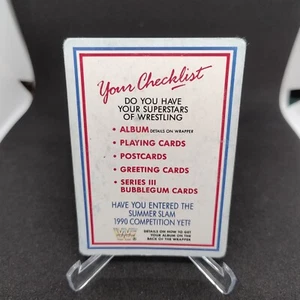 Your Checklist
DO YOU HAVE
YOUR SUPERSTARS
OF WRESTLING
• ALBUM DETAILS ON WRAPPER
• PLAYING CARDS
• POSTCARDS
• GREETING CARDS
• SERIES III
BUBBLEGUM CARDS
HAVE YOU ENTERED THE
SUMMER SLAM
1990 COMPETITION YET?
DETAILS ON HOW TO GET
YOUR ALBUM ON THE
BACK OF THE WRAPPER